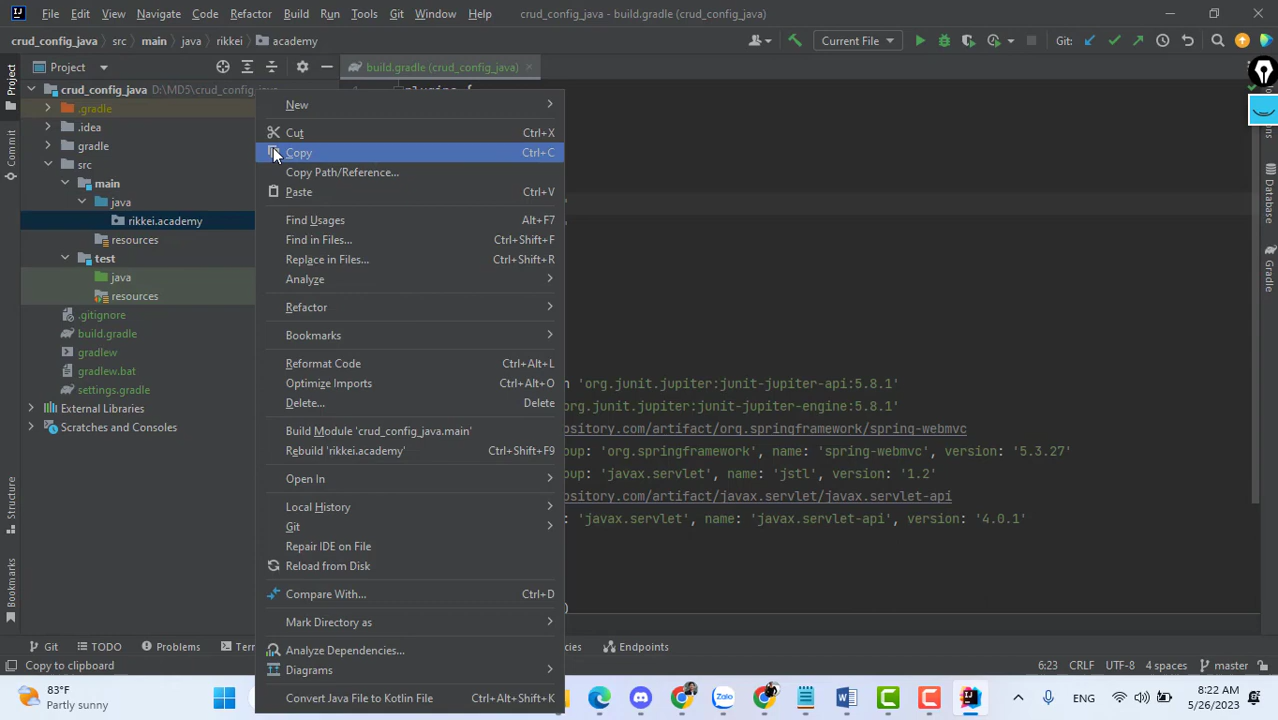 File Edit View Navigate Code Refactor Build Run Tools Git Window Help crud_config_java - build.gradle (crud_config_java)
crud_config_java src main java rikkei academy Current File Git:
Project build.gradle (crud_config_java)
crud_config_java D:\MD5\crud_config_java
plugins {
.gradle
.idea
gradle
src
main
java
rikkei.academy
resources
test
java
resources
.gitignore
build.gradle
gradlew
gradlew.bat
settings.gradle
External Libraries
Scratches and Consoles
New
Cut Ctrl+X
Copy Ctrl+C
Copy Path/Reference...
Paste Ctrl+V
Find Usages Alt+F7
Find in Files... Ctrl+Shift+F
Replace in Files... Ctrl+Shift+R
Analyze
Refactor
Bookmarks
Reformat Code Ctrl+Alt+L
Optimize Imports Ctrl+Alt+O
Delete... Delete
Build Module 'crud_config_java.main'
Rebuild 'rikkei.academy' Ctrl+Shift+F9
Open In
Local History
Git
Repair IDE on File
Reload from Disk
Compare With... Ctrl+D
Mark Directory as
Analyze Dependencies...
Diagrams
Convert Java File to Kotlin File Ctrl+Alt+Shift+K
n 'org.junit.jupiter:junit-jupiter-api:5.8.1'
org.junit.jupiter:junit-jupiter-engine:5.8.1'
ository.com/artifact/org.springframework/spring-webmvc
oup: 'org.springframework', name: 'spring-webmvc', version: '5.3.27'
oup: 'javax.servlet', name: 'jstl', version: '1.2'
ository.com/artifact/javax.servlet/javax.servlet-api
: 'javax.servlet', name: 'javax.servlet-api', version: '4.0.1'
)
Project
Commit
Structure
Bookmarks
Database
Gradle
Git TODO Problems Terr cies Endpoints
Copy to clipboard 6:23 CRLF UTF-8 4 spaces master
83°F
Partly sunny
ENG
8:22 AM
5/26/2023